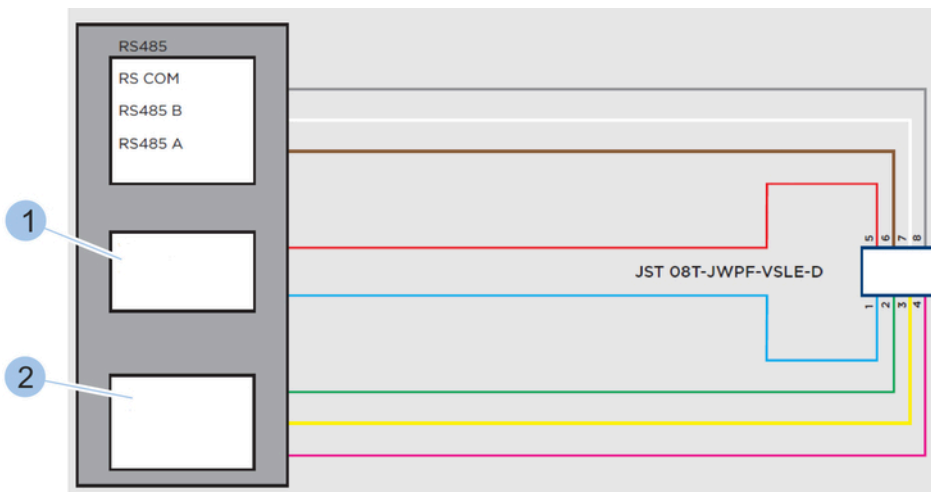 RS485
RS COM
RS485 B
RS485 A
1
2
JST 08T-JWPF-VSLE-D
5 6 7 8
1 2 3 4